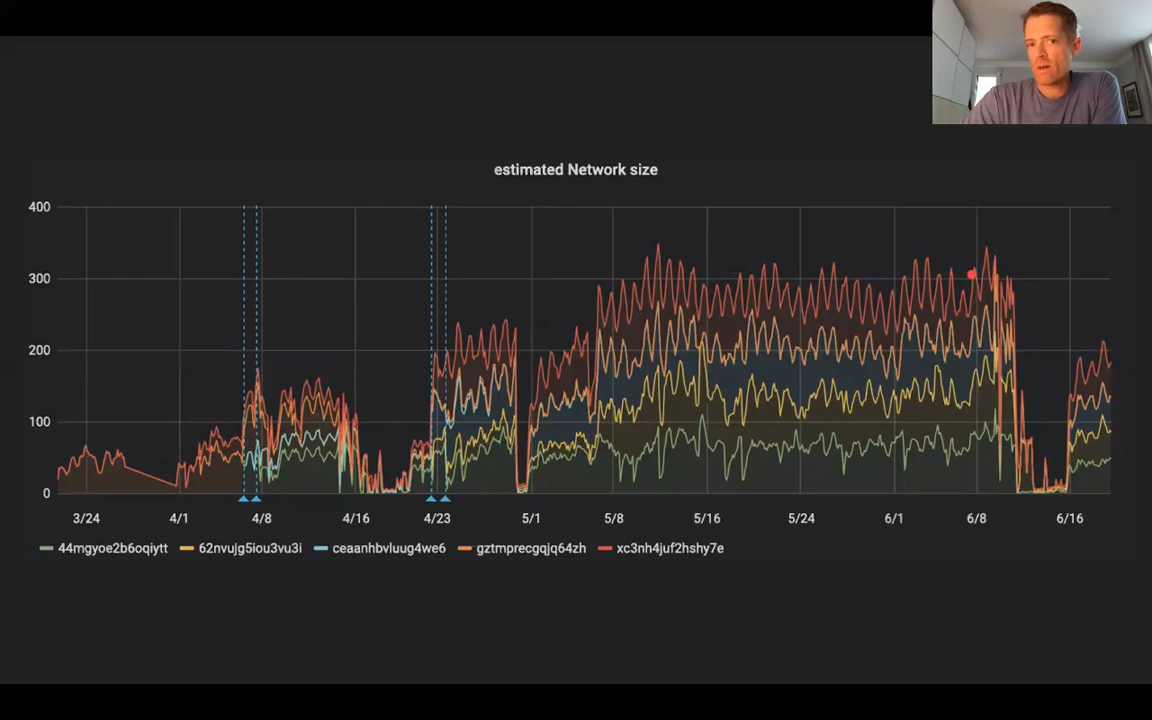 estimated Network size
400
300
200
100
0
3/24 4/1 4/8 4/16 4/23 5/1 5/8 5/16 5/24 6/1 6/8 6/16
44mgyoe2b6oqiytt 62nvujg5iou3vu3i ceaanhbvluug4we6 gztmprecgqjq64zh xc3nh4juf2hshy7e